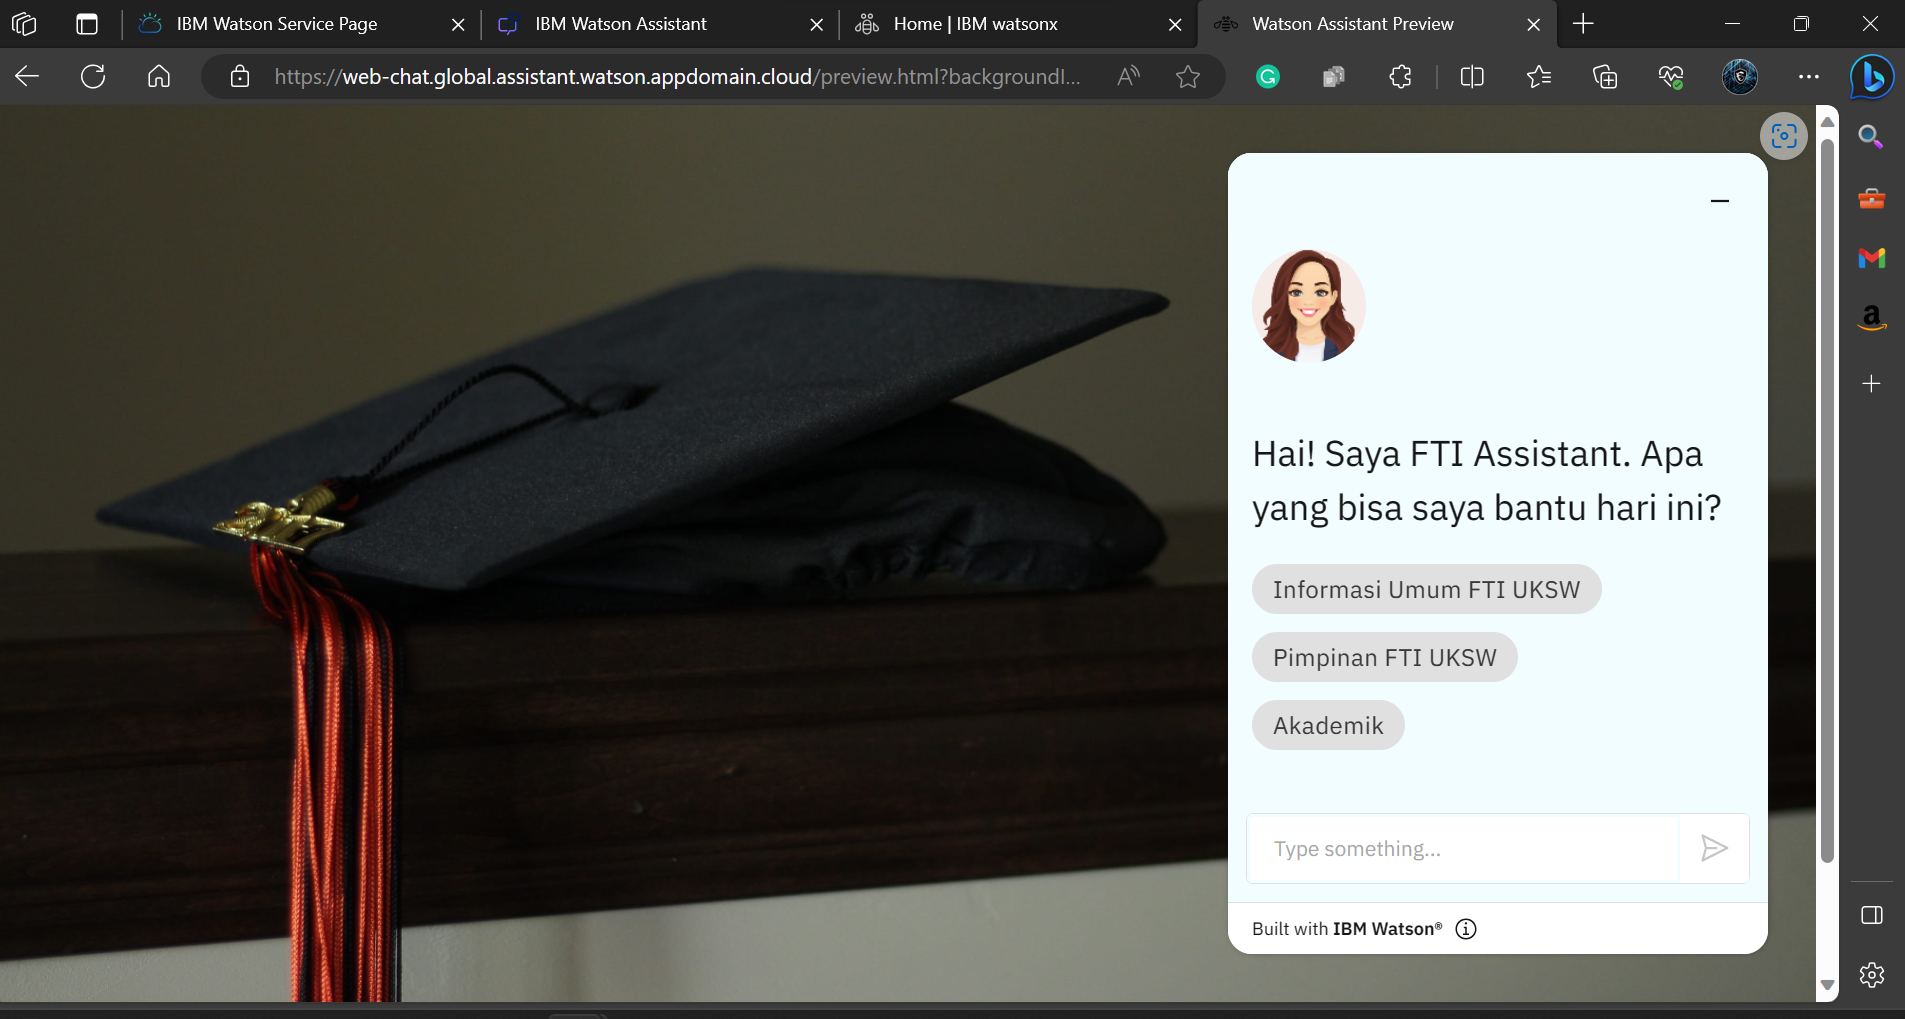 IBM Watson Service Page
IBM Watson Assistant
Home | IBM watsonx
Watson Assistant Preview
https://web-chat.global.assistant.watson.appdomain.cloud/preview.html?backgroundI...
Hai! Saya FTI Assistant. Apa
yang bisa saya bantu hari ini?
Informasi Umum FTI UKSW
Pimpinan FTI UKSW
Akademik
Type something...
Built with IBM Watson®